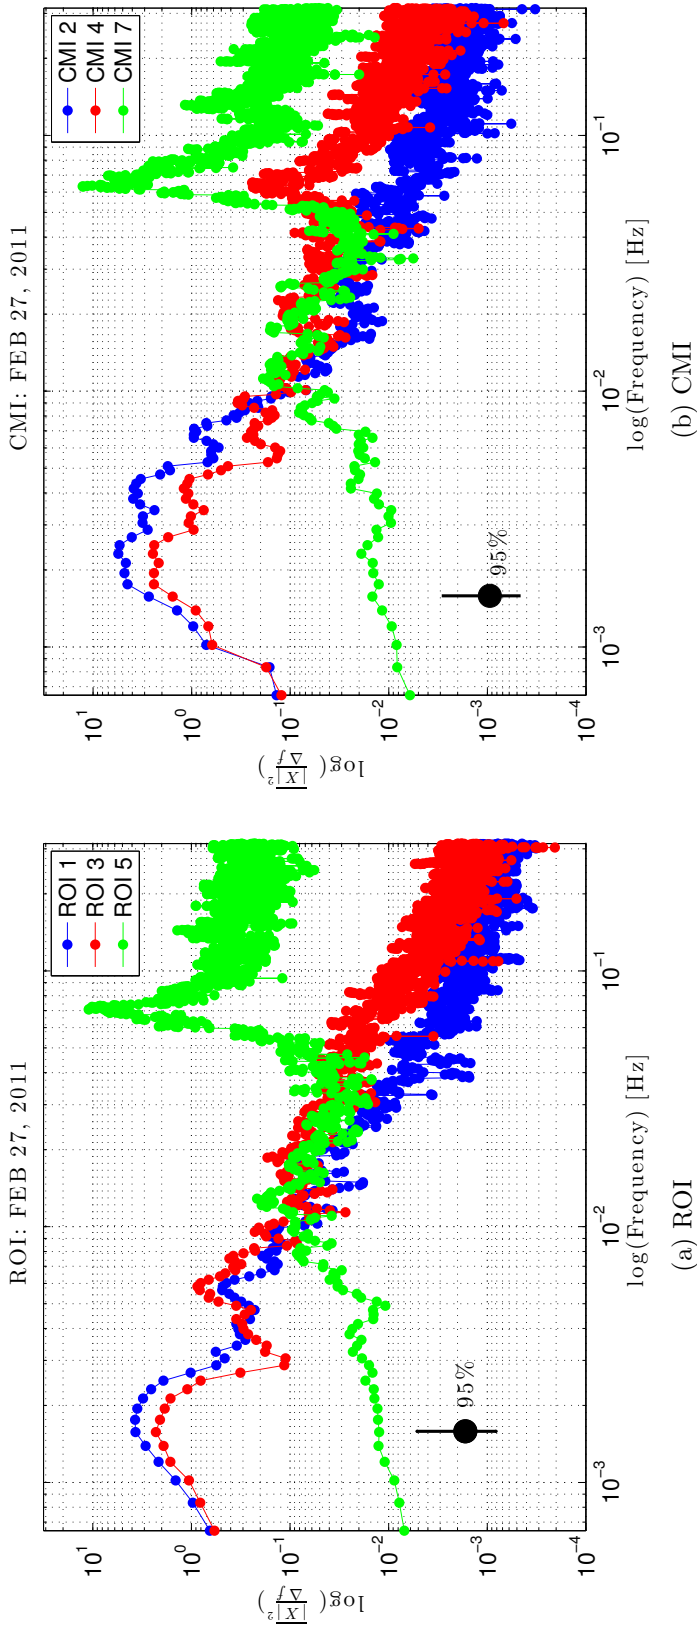 ROI: FEB 27, 2011
ROI 1
ROI 3
ROI 5
10^1
10^0
10^-1
10^-2
10^-3
10^-4
log( |X|^2 / Δf )
95%
10^-3
10^-2
10^-1
log(Frequency) [Hz]
(a) ROI
CMI: FEB 27, 2011
CMI 2
CMI 4
CMI 7
10^1
10^0
10^-1
10^-2
10^-3
10^-4
log( |X|^2 / Δf )
95%
10^-3
10^-2
10^-1
log(Frequency) [Hz]
(b) CMI